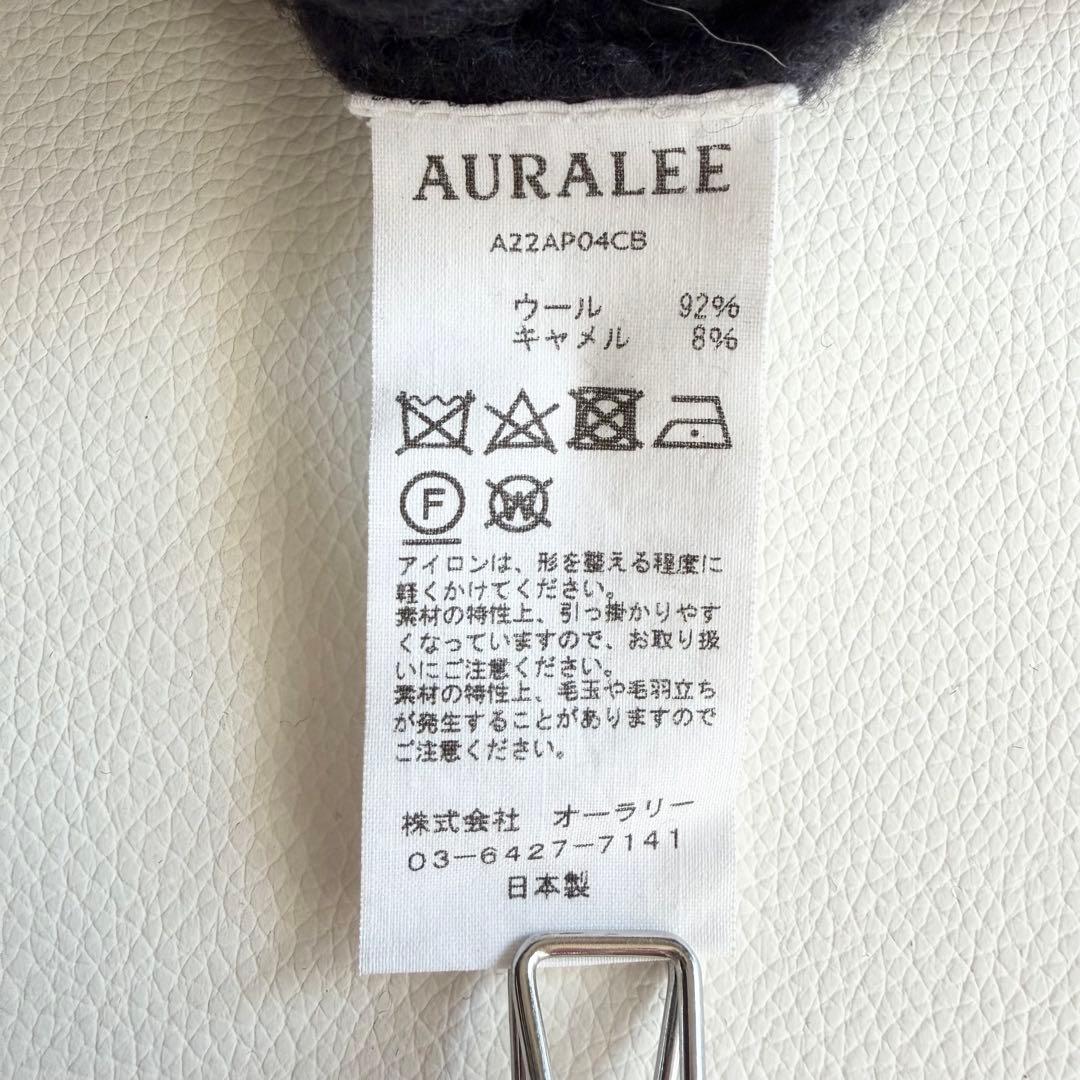 AURALEE
A22AP04CB
ウール 92%
キャメル 8%
F
W
アイロンは、形を整える程度に
軽くかけてください。
素材の特性上、引っ掛かりやす
くなっていますので、お取り扱
いにご注意ください。
素材の特性上、毛玉や毛羽立ち
が発生することがありますので
ご注意ください。
株式会社 オーラリー
03-6427-7141
日本製